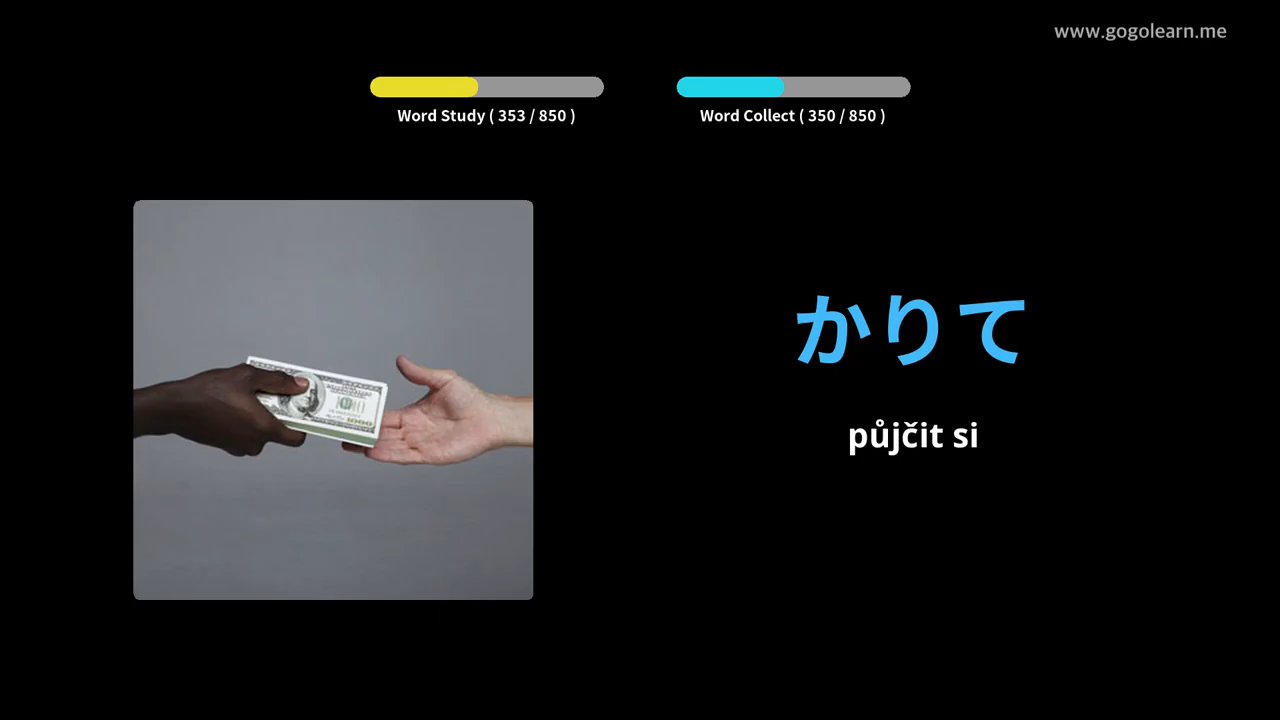 www.gogolearn.me
Word Study ( 353 / 850 )
Word Collect ( 350 / 850 )
かりて
půjčit si